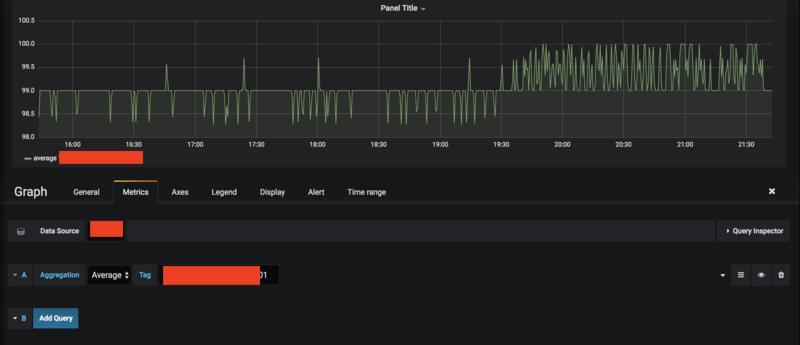 Panel Title
100.5
100.0
99.5
99.0
98.5
98.0
16:00 16:30 17:00 17:30 18:00 18:30 19:00 19:30 20:00 20:30 21:00 21:30
average
Graph General Metrics Axes Legend Display Alert Time range
Data Source Query Inspector
A Aggregation Average Tag 01
B Add Query